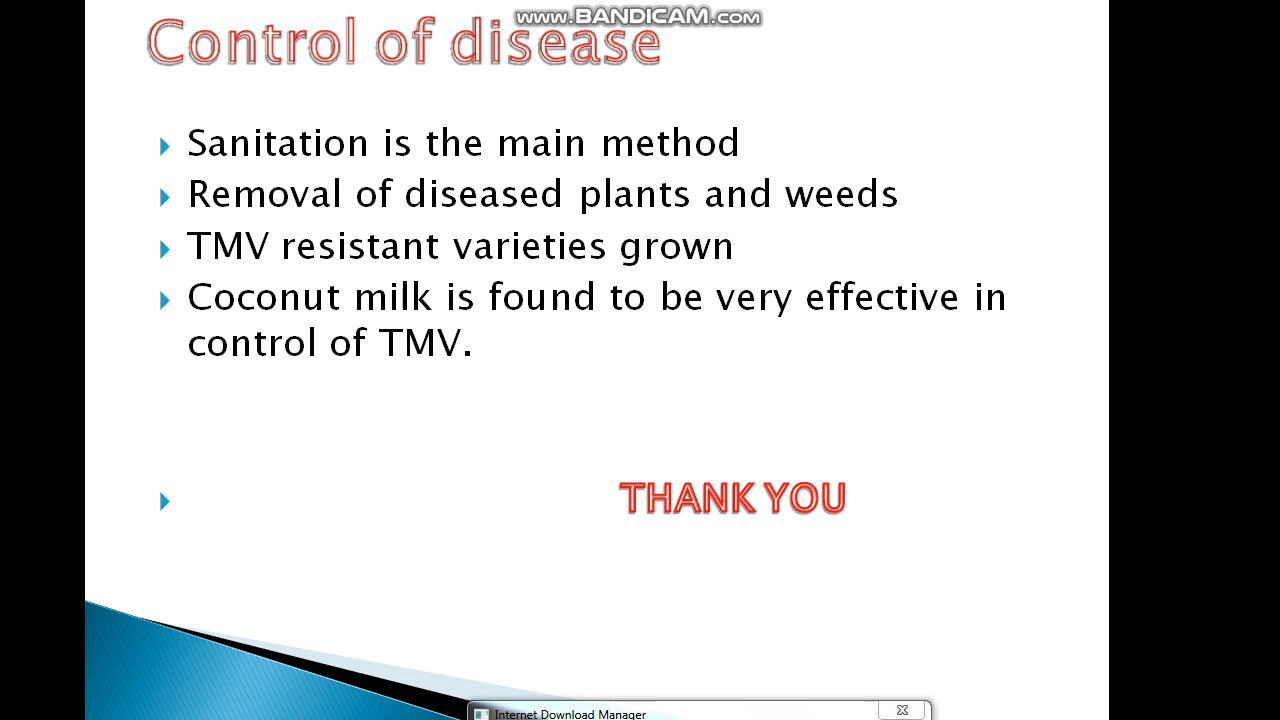 www.BANDICAM.com
Control of disease
Sanitation is the main method
Removal of diseased plants and weeds
TMV resistant varieties grown
Coconut milk is found to be very effective in
control of TMV.
THANK YOU
Internet Download Manager